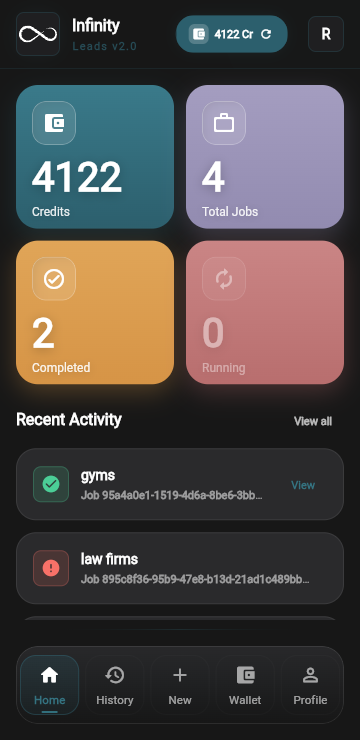 Infinity
Leads v2.0
4122 Cr
R
4122
Credits
4
Total Jobs
2
Completed
0
Running
Recent Activity
View all
gyms
Job 95a4a0e1-1519-4d6a-8be6-3bb...
View
law firms
Job 895c8f36-95b9-47e8-b13d-21ad1c489bb...
Home
History
New
Wallet
Profile